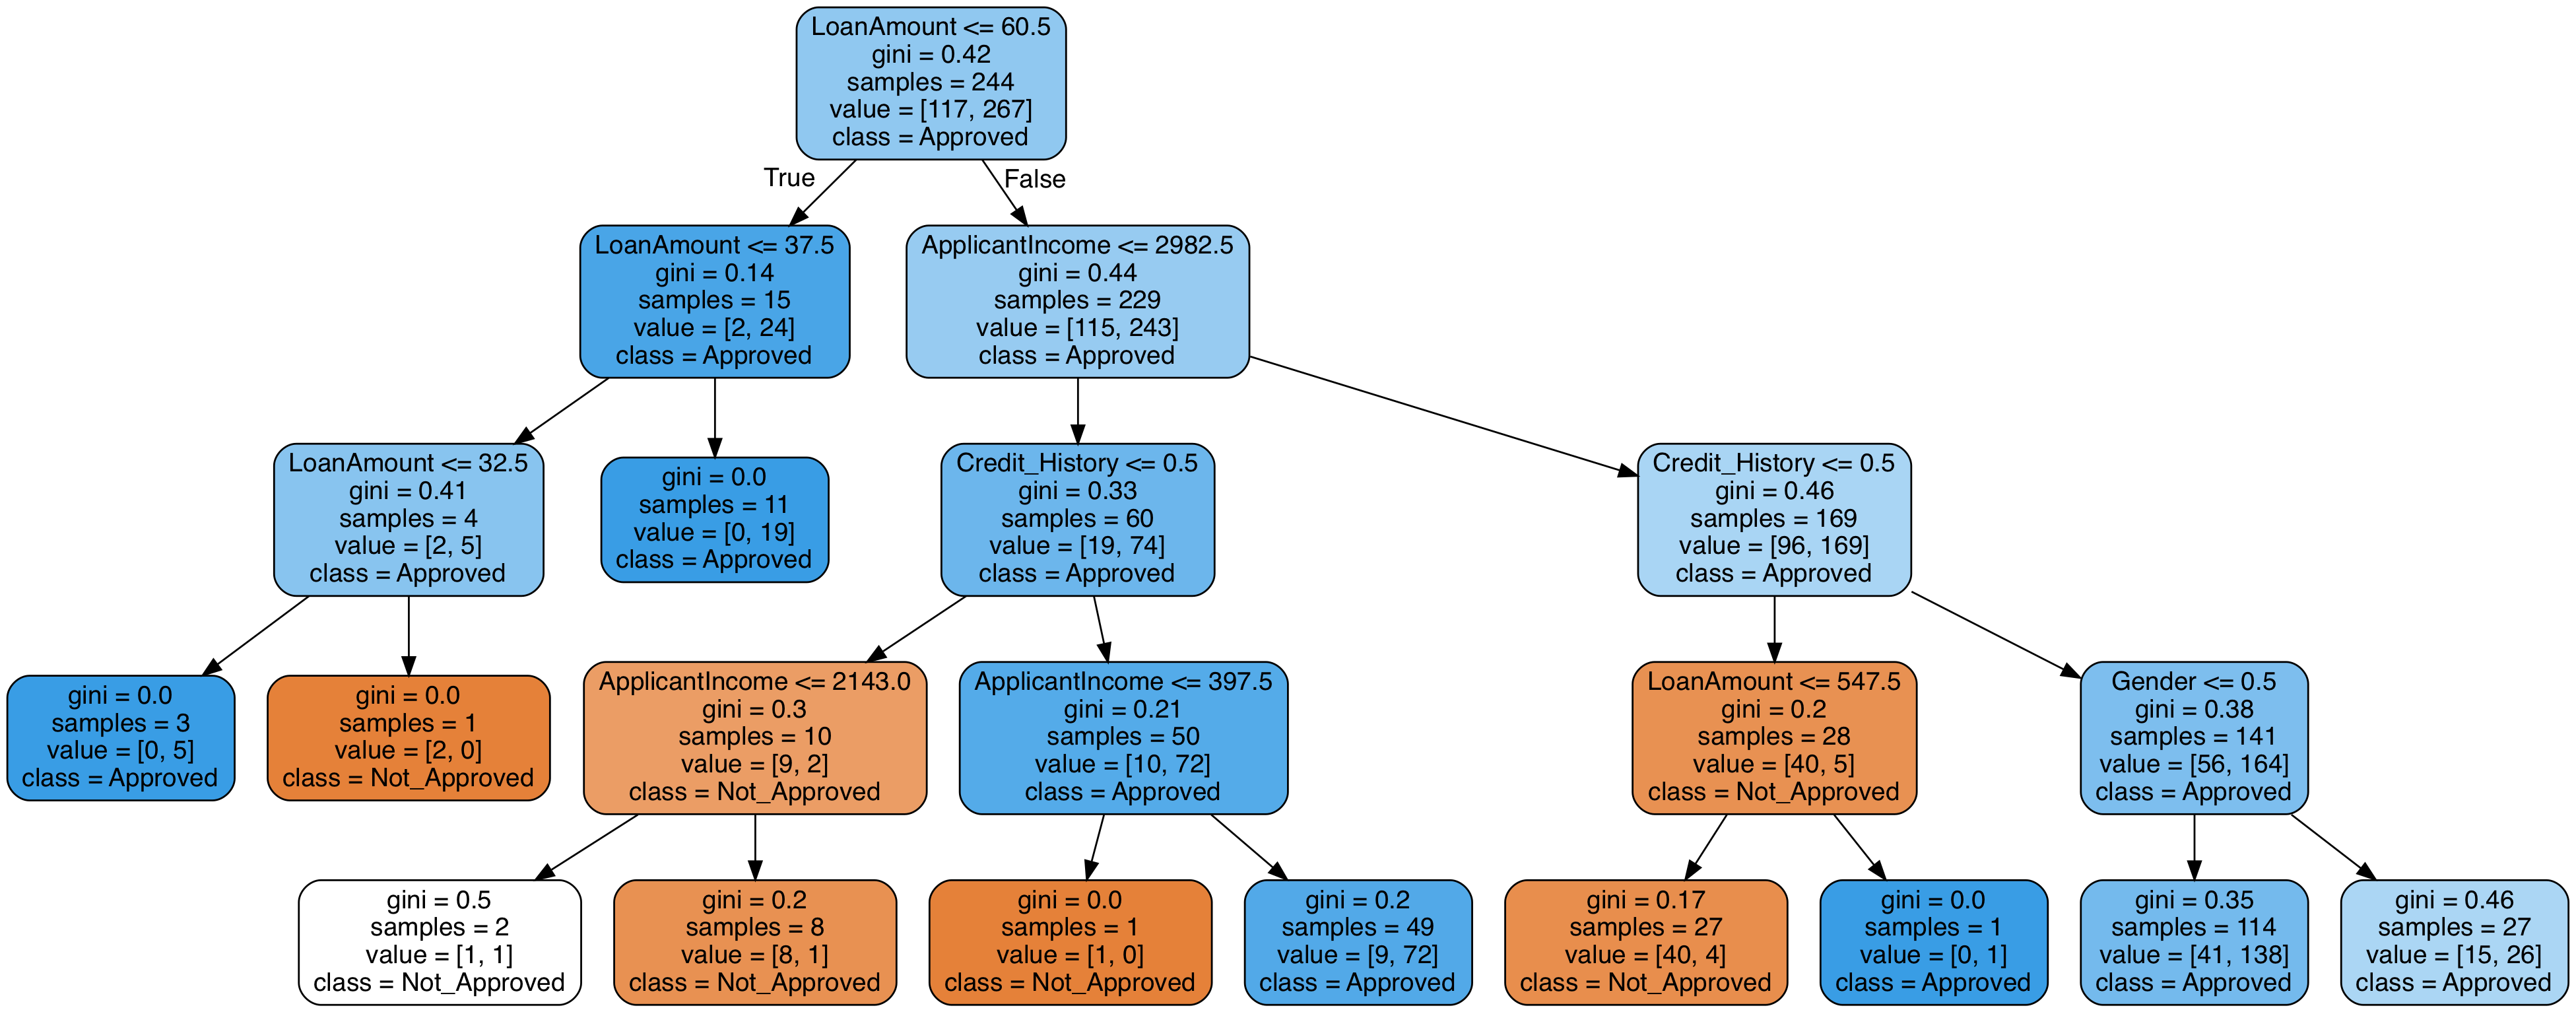 LoanAmount <= 60.5
gini = 0.42
samples = 244
value = [117, 267]
class = Approved
True
False
LoanAmount <= 37.5
gini = 0.14
samples = 15
value = [2, 24]
class = Approved
ApplicantIncome <= 2982.5
gini = 0.44
samples = 229
value = [115, 243]
class = Approved
LoanAmount <= 32.5
gini = 0.41
samples = 4
value = [2, 5]
class = Approved
gini = 0.0
samples = 11
value = [0, 19]
class = Approved
Credit_History <= 0.5
gini = 0.33
samples = 60
value = [19, 74]
class = Approved
Credit_History <= 0.5
gini = 0.46
samples = 169
value = [96, 169]
class = Approved
gini = 0.0
samples = 3
value = [0, 5]
class = Approved
gini = 0.0
samples = 1
value = [2, 0]
class = Not_Approved
ApplicantIncome <= 2143.0
gini = 0.3
samples = 10
value = [9, 2]
class = Not_Approved
ApplicantIncome <= 397.5
gini = 0.21
samples = 50
value = [10, 72]
class = Approved
LoanAmount <= 547.5
gini = 0.2
samples = 28
value = [40, 5]
class = Not_Approved
Gender <= 0.5
gini = 0.38
samples = 141
value = [56, 164]
class = Approved
gini = 0.5
samples = 2
value = [1, 1]
class = Not_Approved
gini = 0.2
samples = 8
value = [8, 1]
class = Not_Approved
gini = 0.0
samples = 1
value = [1, 0]
class = Not_Approved
gini = 0.2
samples = 49
value = [9, 72]
class = Approved
gini = 0.17
samples = 27
value = [40, 4]
class = Not_Approved
gini = 0.0
samples = 1
value = [0, 1]
class = Approved
gini = 0.35
samples = 114
value = [41, 138]
class = Approved
gini = 0.46
samples = 27
value = [15, 26]
class = Approved